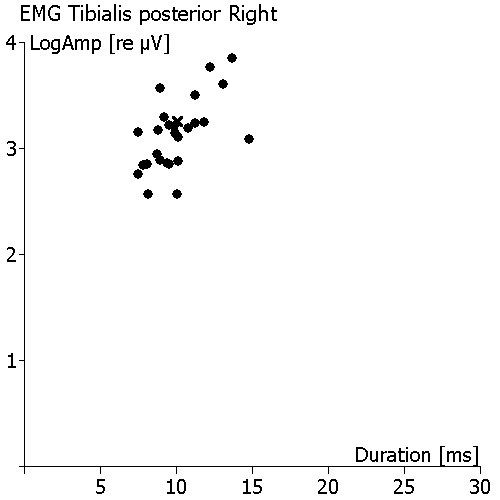 EMG Tibialis posterior Right
4
LogAmp [re µV]
3
2
1
Duration [ms]
5 10 15 20 25 30